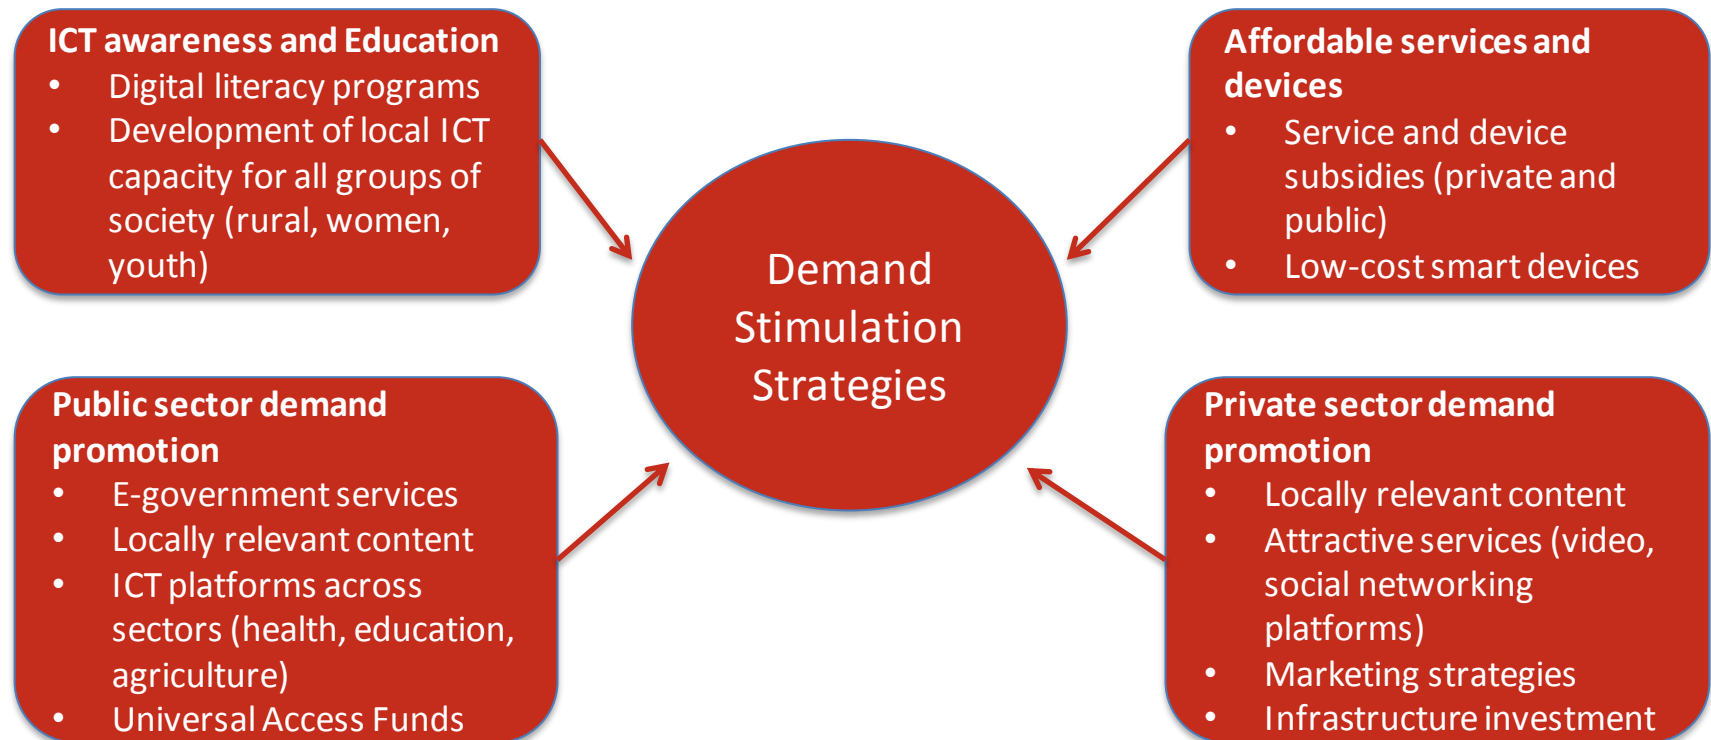 ICT awareness and Education
• Digital literacy programs
• Development of local ICT
capacity for all groups of
society (rural, women,
youth)
Affordable services and
devices
• Service and device
subsidies (private and
public)
• Low-cost smart devices
Demand
Stimulation
Strategies
Public sector demand
promotion
• E-government services
• Locally relevant content
• ICT platforms across
sectors (health, education,
agriculture)
• Universal Access Funds
Private sector demand
promotion
• Locally relevant content
• Attractive services (video,
social networking
platforms)
• Marketing strategies
• Infrastructure investment